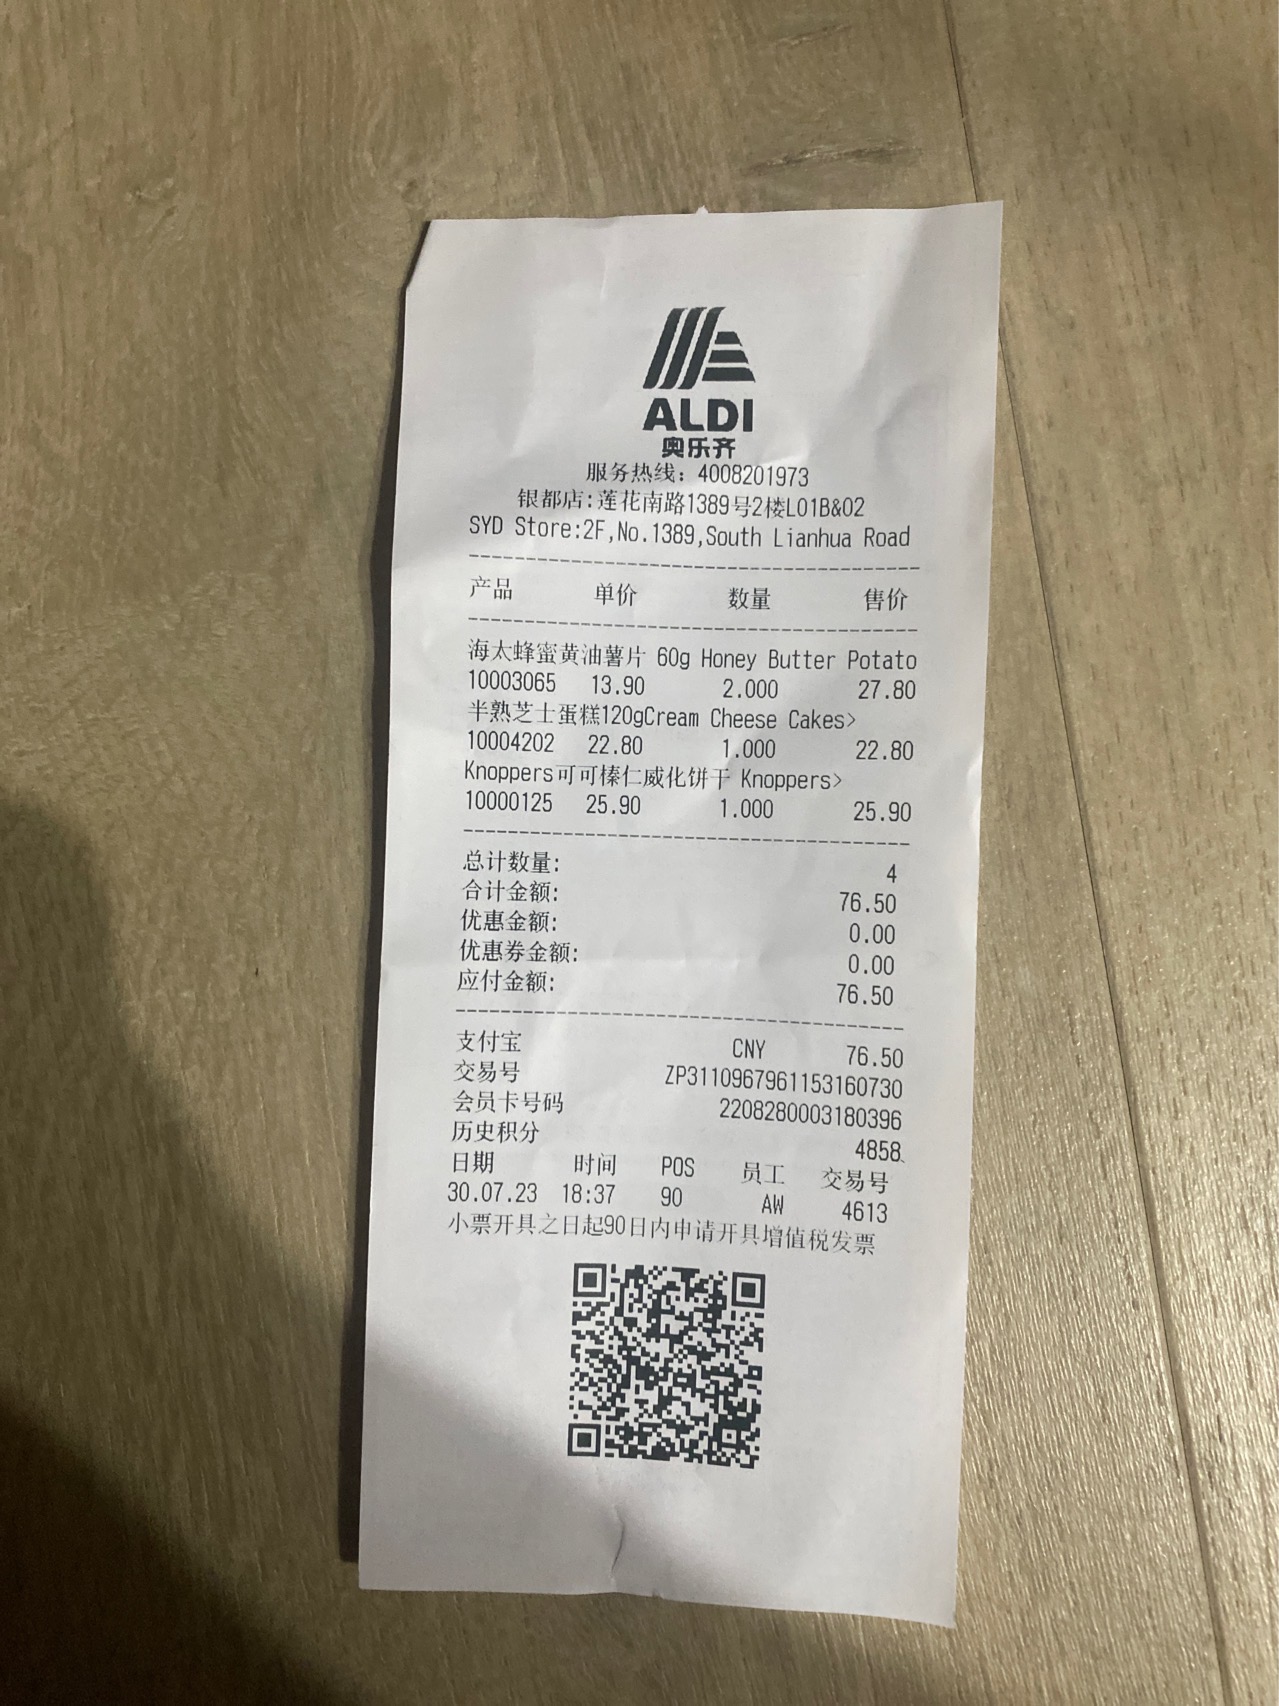 ALDI
奥乐齐
服务热线：4008201973
银都店:莲花南路1389号2楼L01B&02
SYD Store:2F,No.1389,South Lianhua Road
产品 单价 数量 售价
海太蜂蜜黄油薯片 60g Honey Butter Potato
10003065 13.90 2.000 27.80
半熟芝士蛋糕120gCream Cheese Cakes>
10004202 22.80 1.000 22.80
Knoppers可可榛仁威化饼干 Knoppers>
10000125 25.90 1.000 25.90
总计数量: 4
合计金额: 76.50
优惠金额: 0.00
优惠券金额: 0.00
应付金额: 76.50
支付宝 CNY 76.50
交易号 ZP3110967961153160730
会员卡号码 2208280003180396
历史积分 4858
日期 时间 POS 员工 交易号
30.07.23 18:37 90 AW 4613
小票开具之日起90日内申请开具增值税发票